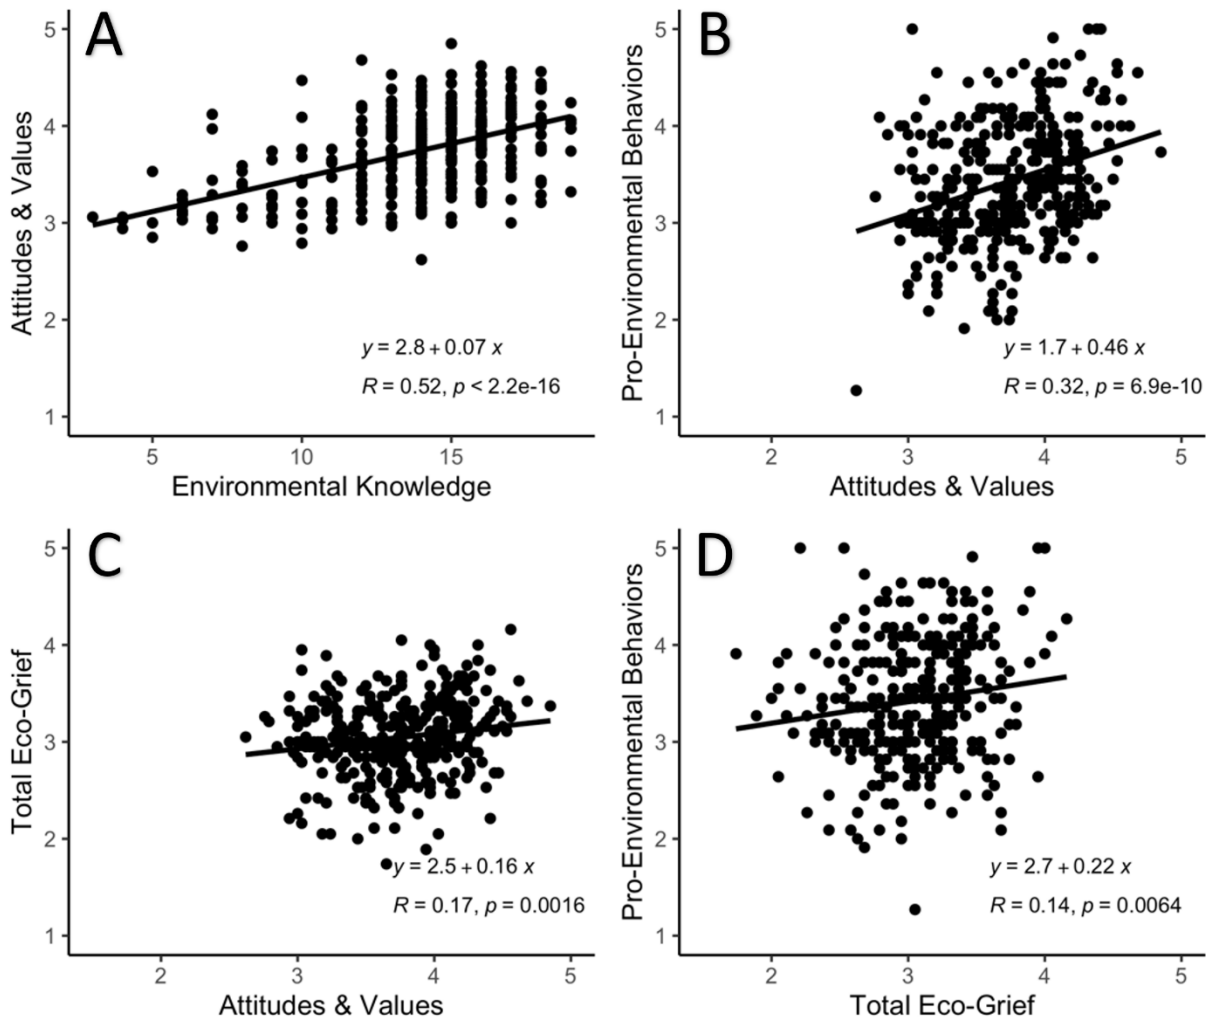 A
5
4
3
2
1
Attitudes & Values
y = 2.8 + 0.07 x
R = 0.52, p < 2.2e-16
5 10 15
Environmental Knowledge
B
5
4
3
2
1
Pro-Environmental Behaviors
y = 1.7 + 0.46 x
R = 0.32, p = 6.9e-10
2 3 4 5
Attitudes & Values
C
5
4
3
2
1
Total Eco-Grief
y = 2.5 + 0.16 x
R = 0.17, p = 0.0016
2 3 4 5
Attitudes & Values
D
5
4
3
2
1
Pro-Environmental Behaviors
y = 2.7 + 0.22 x
R = 0.14, p = 0.0064
2 3 4 5
Total Eco-Grief